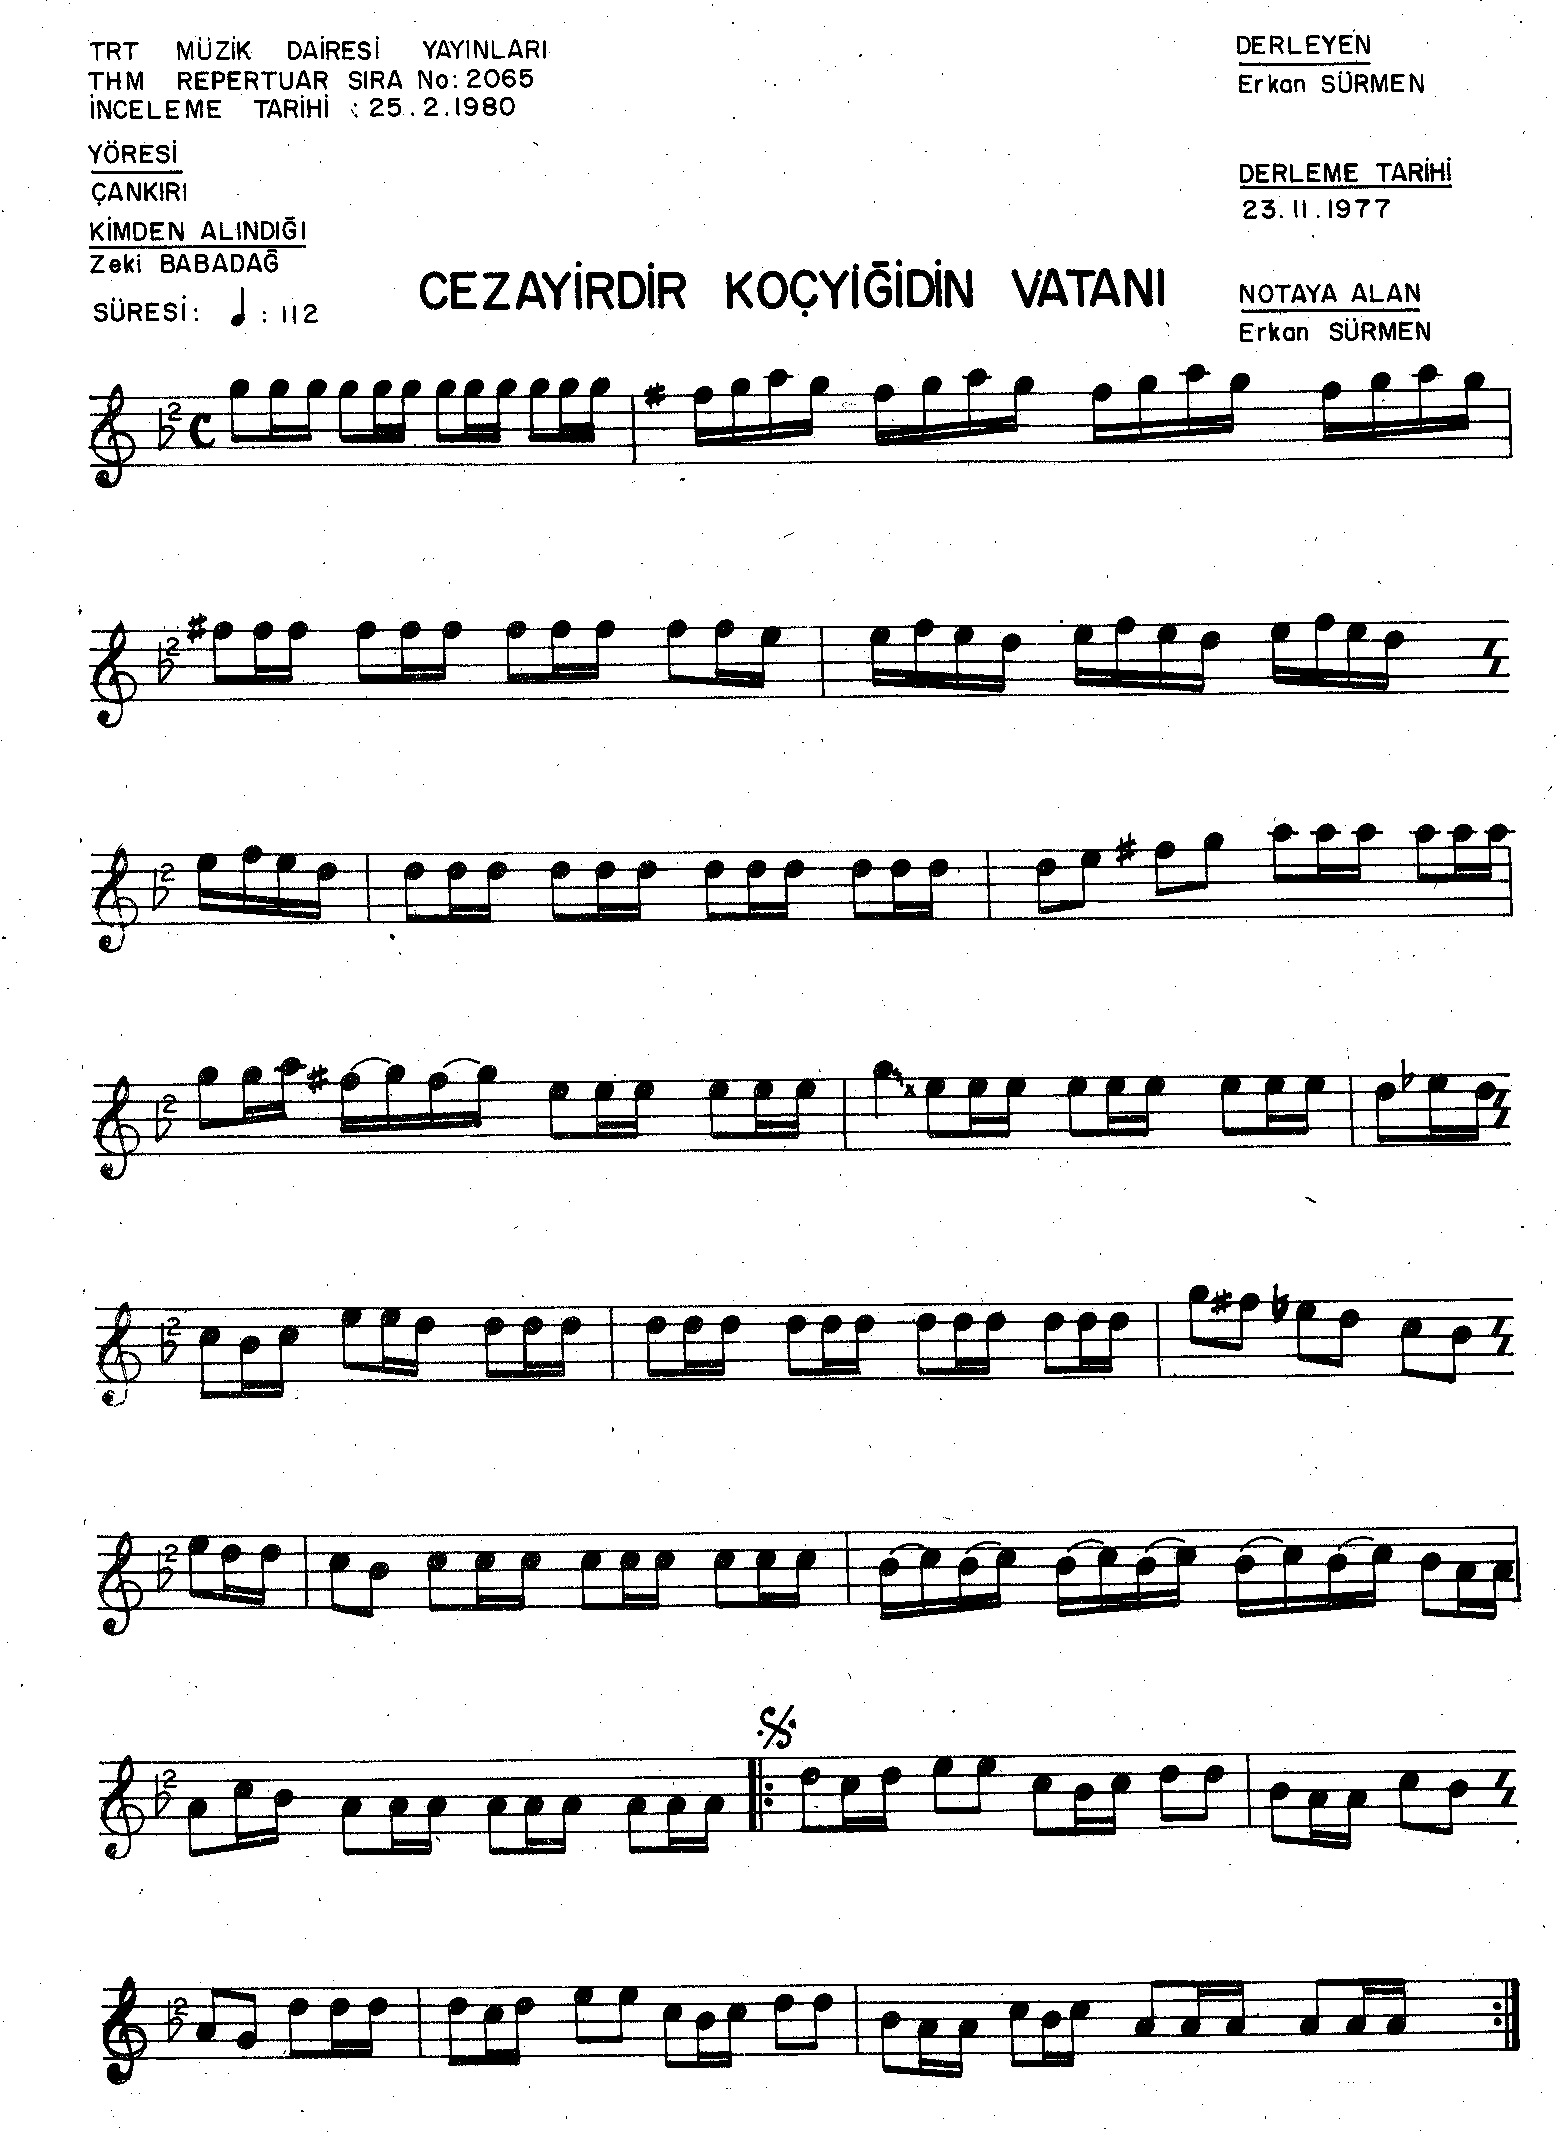 TRT MÜZİK DAİRESİ YAYINLARI
THM REPERTUAR SIRA No: 2065
İNCELEME TARİHİ : 25.2.1980
YÖRESİ
ÇANKIRI
KİMDEN ALINDIĞI
Zeki BABADAĞ
SÜRESİ: ♩ : 112
CEZAYİRDİR KOÇYİĞİDİN VATANI
DERLEYEN
Erkan SÜRMEN
DERLEME TARİHİ
23.11.1977
NOTAYA ALAN
Erkan SÜRMEN